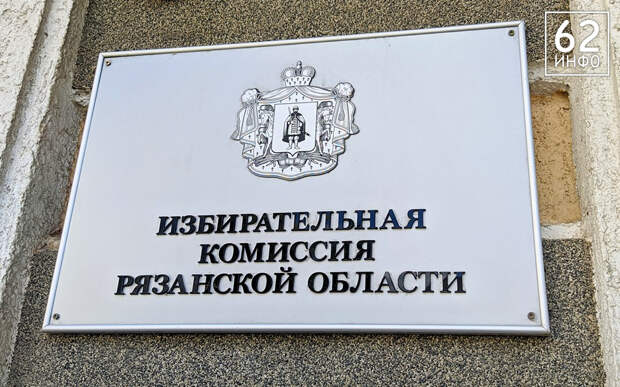 62
ИНФО
ИЗБИРАТЕЛЬНАЯ
КОМИССИЯ
РЯЗАНСКОЙ ОБЛАСТИ